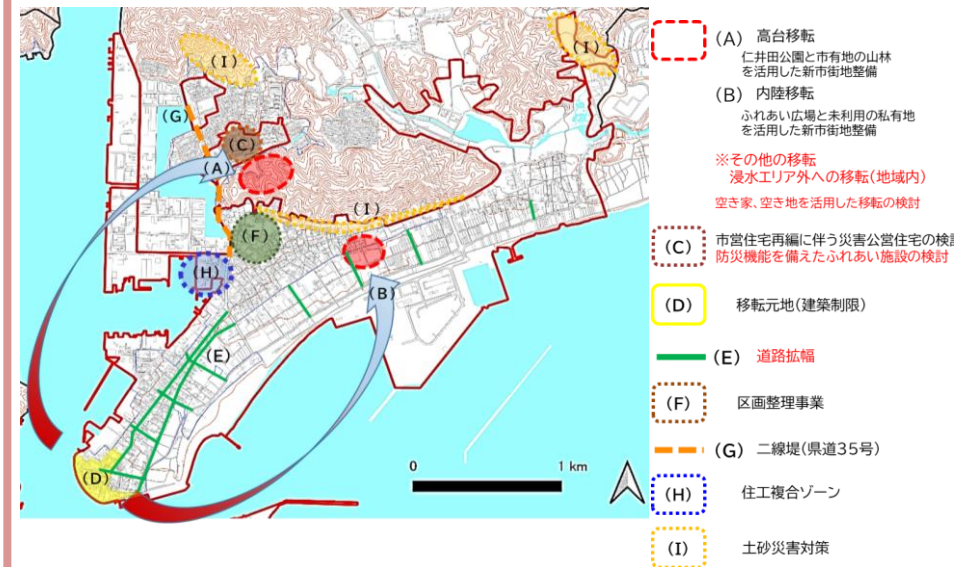 (I)
(I)
(G)
(C)
(A)
(I)
(F)
(H)
(B)
(E)
(D)
0 1 km
(A) 高台移転
仁井田公園と市有地の山林
を活用した新市街地整備
(B) 内陸移転
ふれあい広場と未利用の私有地
を活用した新市街地整備
※その他の移転
浸水エリア外への移転(地域内)
空き家、空き地を活用した移転の検討
(C) 市営住宅再編に伴う災害公営住宅の検討
防災機能を備えたふれあい施設の検討
(D) 移転元地(建築制限)
(E) 道路拡幅
(F) 区画整理事業
(G) 二線堤(県道35号)
(H) 住工複合ゾーン
(I) 土砂災害対策